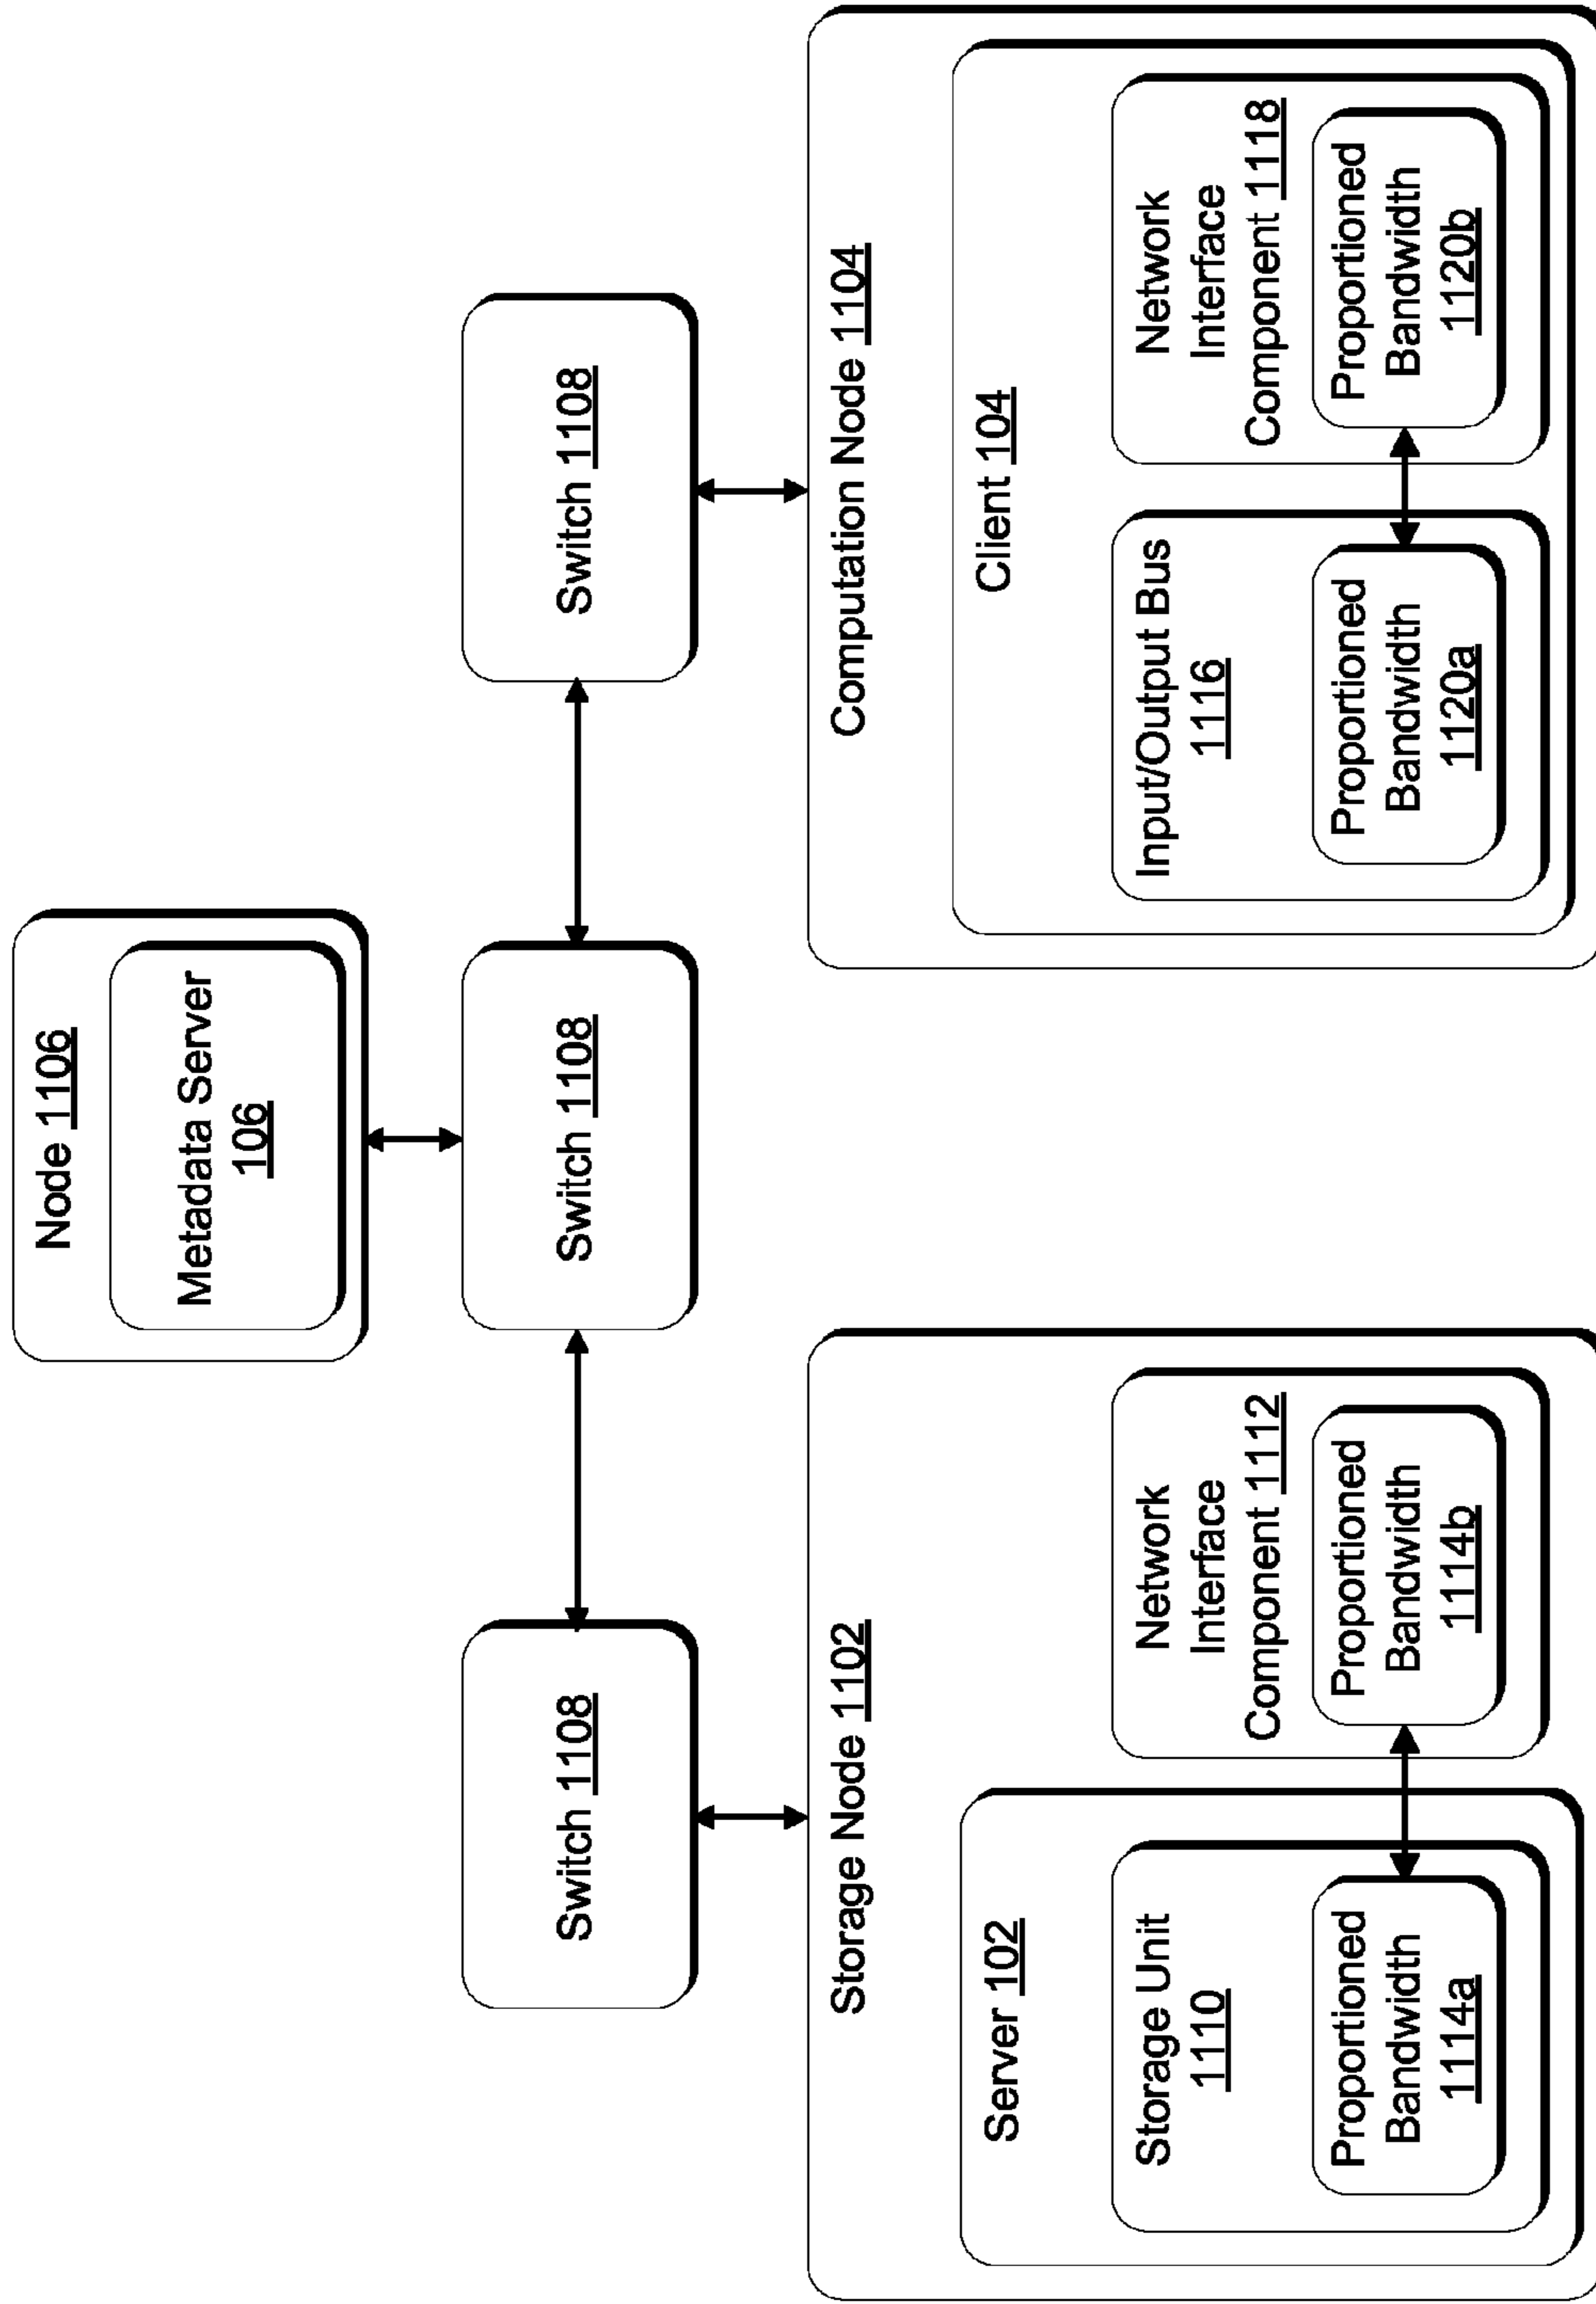 Node 1106
Metadata Server
106
Switch 1108
Switch 1108
Switch 1108
Storage Node 1102
Server 102
Storage Unit
1110
Proportioned
Bandwidth
1114a
Network
Interface
Component 1112
Proportioned
Bandwidth
1114b
Computation Node 1104
Client 104
Input/Output Bus
1116
Proportioned
Bandwidth
1120a
Network
Interface
Component 1118
Proportioned
Bandwidth
1120b